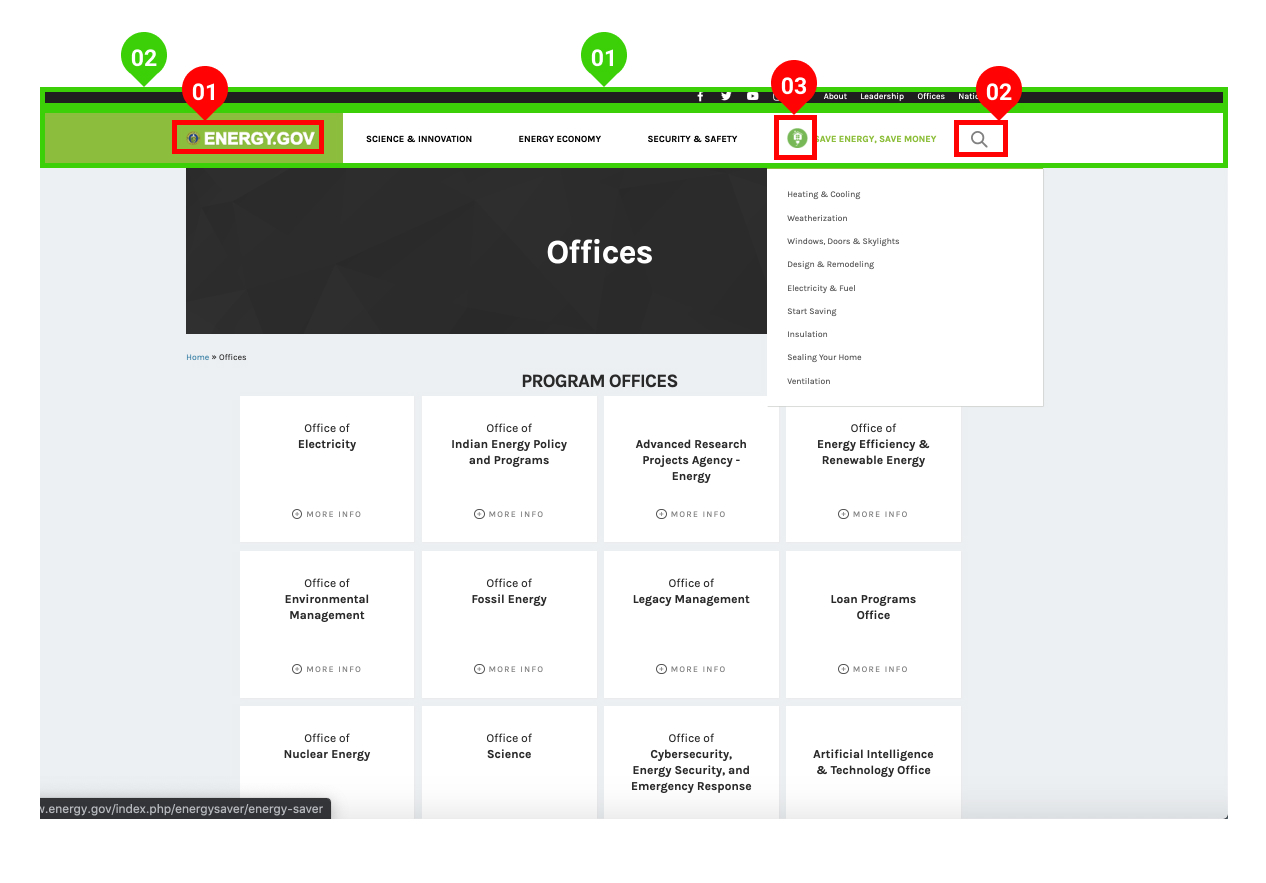 02
01
01
03
02
About Leadership Offices
ENERGY.GOV
SCIENCE & INNOVATION ENERGY ECONOMY SECURITY & SAFETY SAVE ENERGY, SAVE MONEY
Heating & Cooling
Weatherization
Windows, Doors & Skylights
Design & Remodeling
Electricity & Fuel
Start Saving
Insulation
Sealing Your Home
Ventilation
Offices
Home » Offices
PROGRAM OFFICES
Office of
Electricity
MORE INFO
Office of
Indian Energy Policy
and Programs
MORE INFO
Advanced Research
Projects Agency -
Energy
MORE INFO
Office of
Energy Efficiency &
Renewable Energy
MORE INFO
Office of
Environmental
Management
MORE INFO
Office of
Fossil Energy
MORE INFO
Office of
Legacy Management
MORE INFO
Loan Programs
Office
MORE INFO
Office of
Nuclear Energy
Office of
Science
Office of
Cybersecurity,
Energy Security, and
Emergency Response
Artificial Intelligence
& Technology Office
.energy.gov/index.php/energysaver/energy-saver